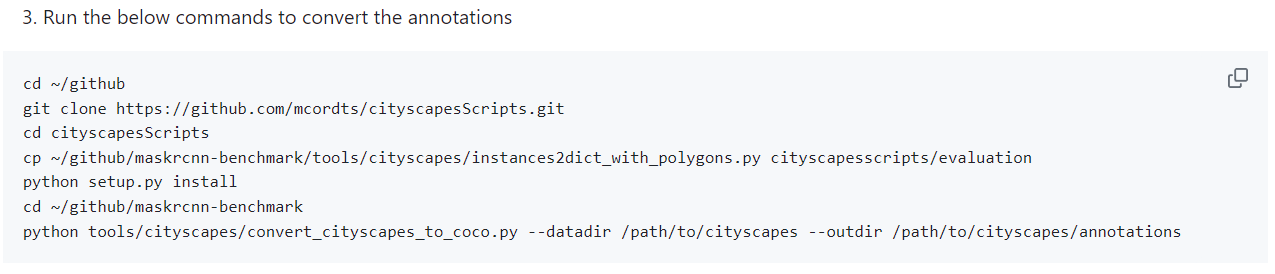 3. Run the below commands to convert the annotations
cd ~/github
git clone https://github.com/mcordts/cityscapesScripts.git
cd cityscapesScripts
cp ~/github/maskrcnn-benchmark/tools/cityscapes/instances2dict_with_polygons.py cityscapesscripts/evaluation
python setup.py install
cd ~/github/maskrcnn-benchmark
python tools/cityscapes/convert_cityscapes_to_coco.py --datadir /path/to/cityscapes --outdir /path/to/cityscapes/annotations